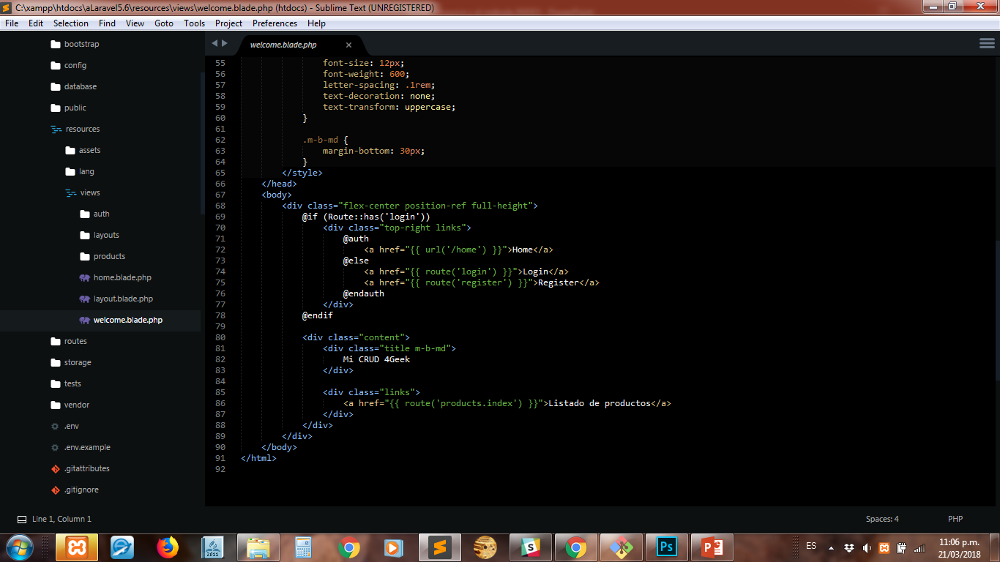 C:\xampp\htdocs\aLaravel5.6\resources\views\welcome.blade.php (htdocs) - Sublime Text (UNREGISTERED)
File Edit Selection Find View Goto Tools Project Preferences Help
bootstrap
config
database
public
resources
assets
lang
views
auth
layouts
products
home.blade.php
layout.blade.php
welcome.blade.php
routes
storage
tests
vendor
.env
.env.example
.gitattributes
.gitignore
welcome.blade.php
55 font-size: 12px;
56 font-weight: 600;
57 letter-spacing: .1rem;
58 text-decoration: none;
59 text-transform: uppercase;
60 }
61
62 .m-b-md {
63 margin-bottom: 30px;
64 }
65 </style>
66 </head>
67 <body>
68 <div class="flex-center position-ref full-height">
69 @if (Route::has('login'))
70 <div class="top-right links">
71 @auth
72 <a href="{{ url('/home') }}">Home</a>
73 @else
74 <a href="{{ route('login') }}">Login</a>
75 <a href="{{ route('register') }}">Register</a>
76 @endauth
77 </div>
78 @endif
79
80 <div class="content">
81 <div class="title m-b-md">
82 Mi CRUD 4Geek
83 </div>
84
85 <div class="links">
86 <a href="{{ route('products.index') }}">Listado de productos</a>
87 </div>
88 </div>
89 </div>
90 </body>
91 </html>
92
Line 1, Column 1
Spaces: 4
PHP
2011
Ps
ES
11:06 p.m.
21/03/2018